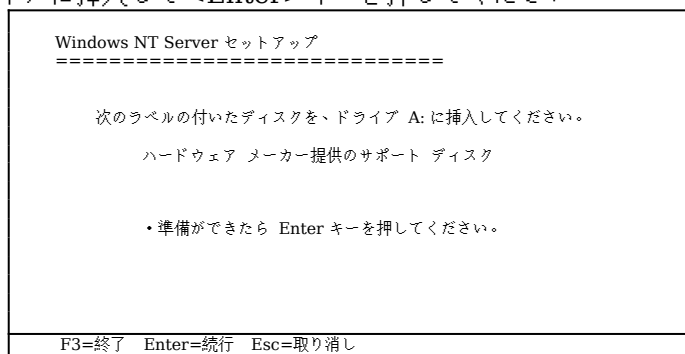 Windows NT Server セットアップ
=============================
次のラベルの付いたディスクを、ドライブ A: に挿入してください。
ハードウェア メーカー提供のサポート ディスク
・準備ができたら Enter キーを押してください。
F3=終了 Enter=続行 Esc=取り消し